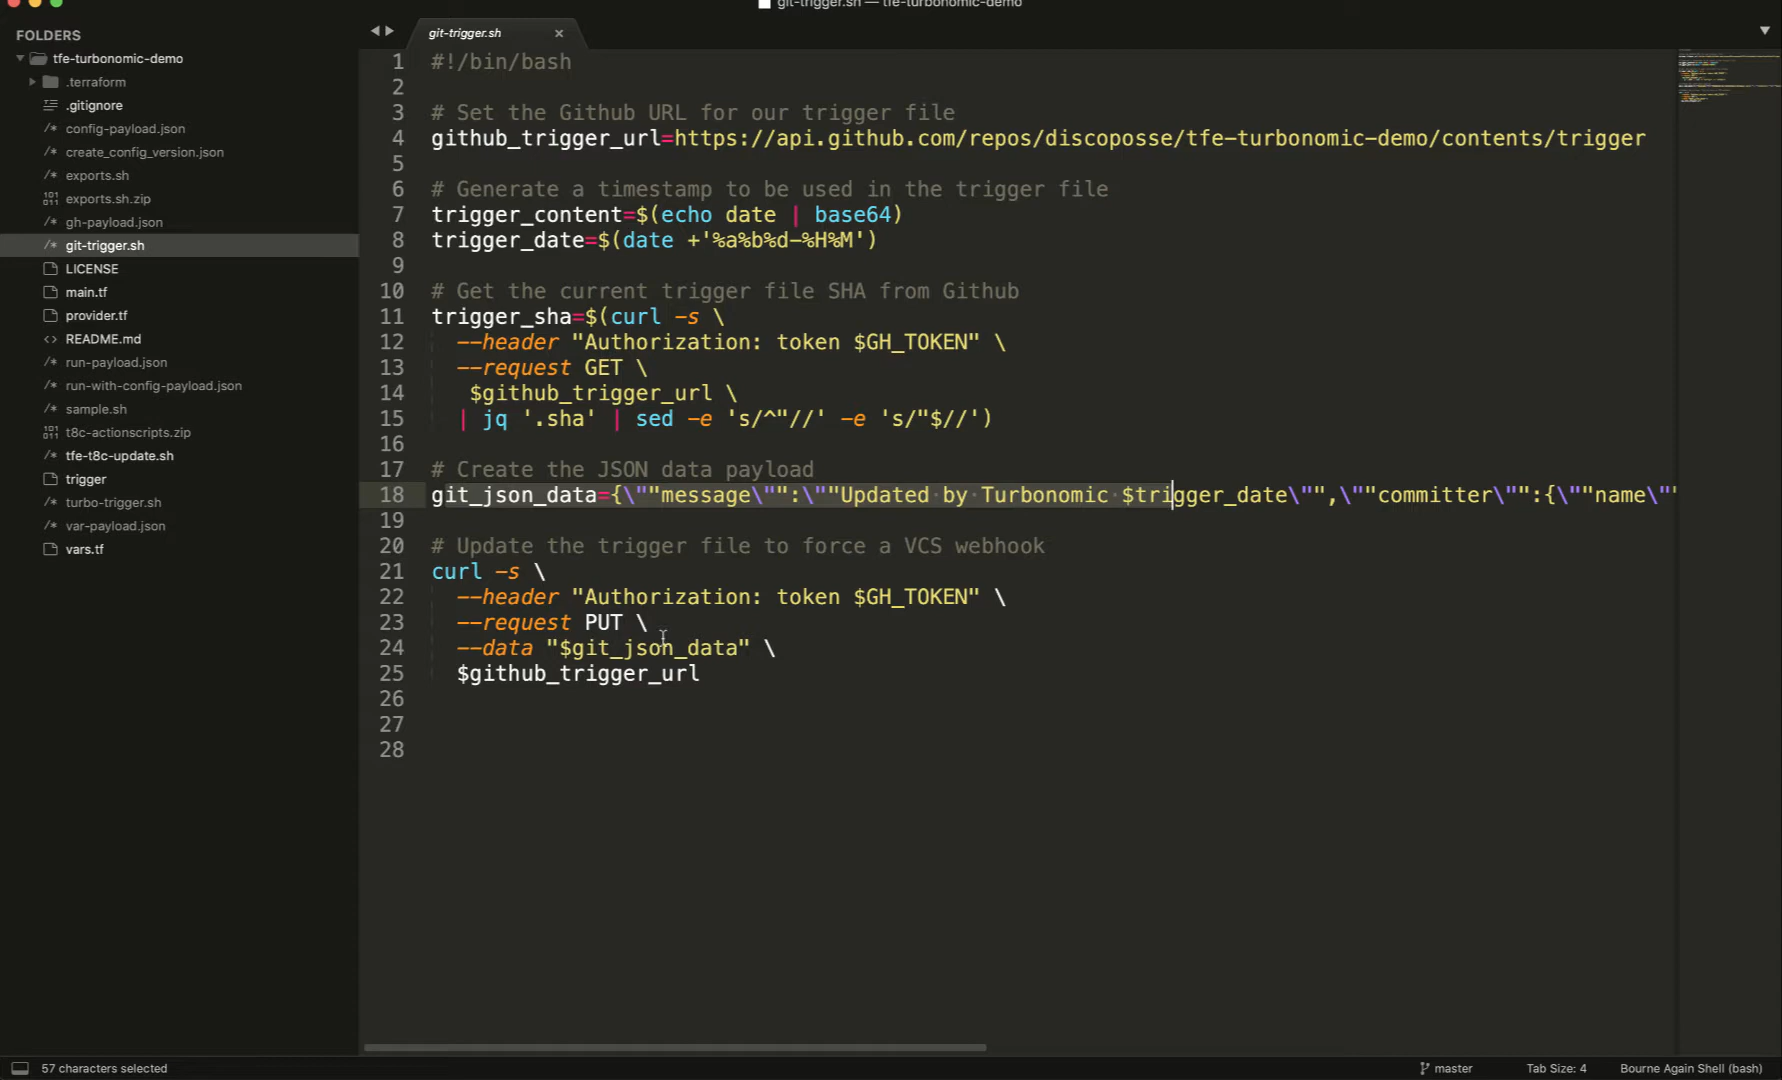 git-trigger.sh — tfe-turbonomic-demo
FOLDERS
tfe-turbonomic-demo
.terraform
.gitignore
config-payload.json
create_config_version.json
exports.sh
exports.sh.zip
gh-payload.json
git-trigger.sh
LICENSE
main.tf
provider.tf
README.md
run-payload.json
run-with-config-payload.json
sample.sh
t8c-actionscripts.zip
tfe-t8c-update.sh
trigger
turbo-trigger.sh
var-payload.json
vars.tf
git-trigger.sh
1 #!/bin/bash
2
3 # Set the Github URL for our trigger file
4 github_trigger_url=https://api.github.com/repos/discoposse/tfe-turbonomic-demo/contents/trigger
5
6 # Generate a timestamp to be used in the trigger file
7 trigger_content=$(echo date | base64)
8 trigger_date=$(date +'%a%b%d-%H%M')
9
10 # Get the current trigger file SHA from Github
11 trigger_sha=$(curl -s \
12 --header "Authorization: token $GH_TOKEN" \
13 --request GET \
14 $github_trigger_url \
15 | jq '.sha' | sed -e 's/^"//' -e 's/"$//')
16
17 # Create the JSON data payload
18 git_json_data={\""message\"":\""Updated by Turbonomic $trigger_date\"",\""committer\"":{\""name\"
19
20 # Update the trigger file to force a VCS webhook
21 curl -s \
22 --header "Authorization: token $GH_TOKEN" \
23 --request PUT \
24 --data "$git_json_data" \
25 $github_trigger_url
26
27
28
57 characters selected
master
Tab Size: 4
Bourne Again Shell (bash)